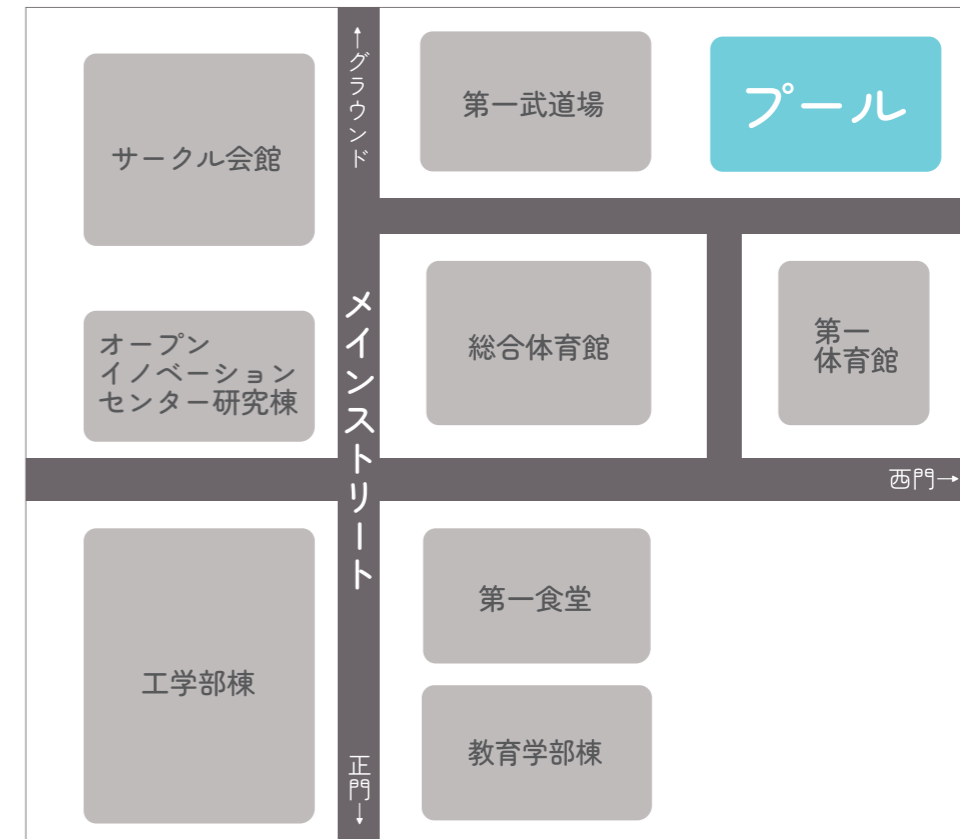 ↑グラウンド
第一武道場
プール
サークル会館
メインストリート
総合体育館
第一
体育館
オープン
イノベーション
センター研究棟
西門→
第一食堂
工学部棟
教育学部棟
正門↓